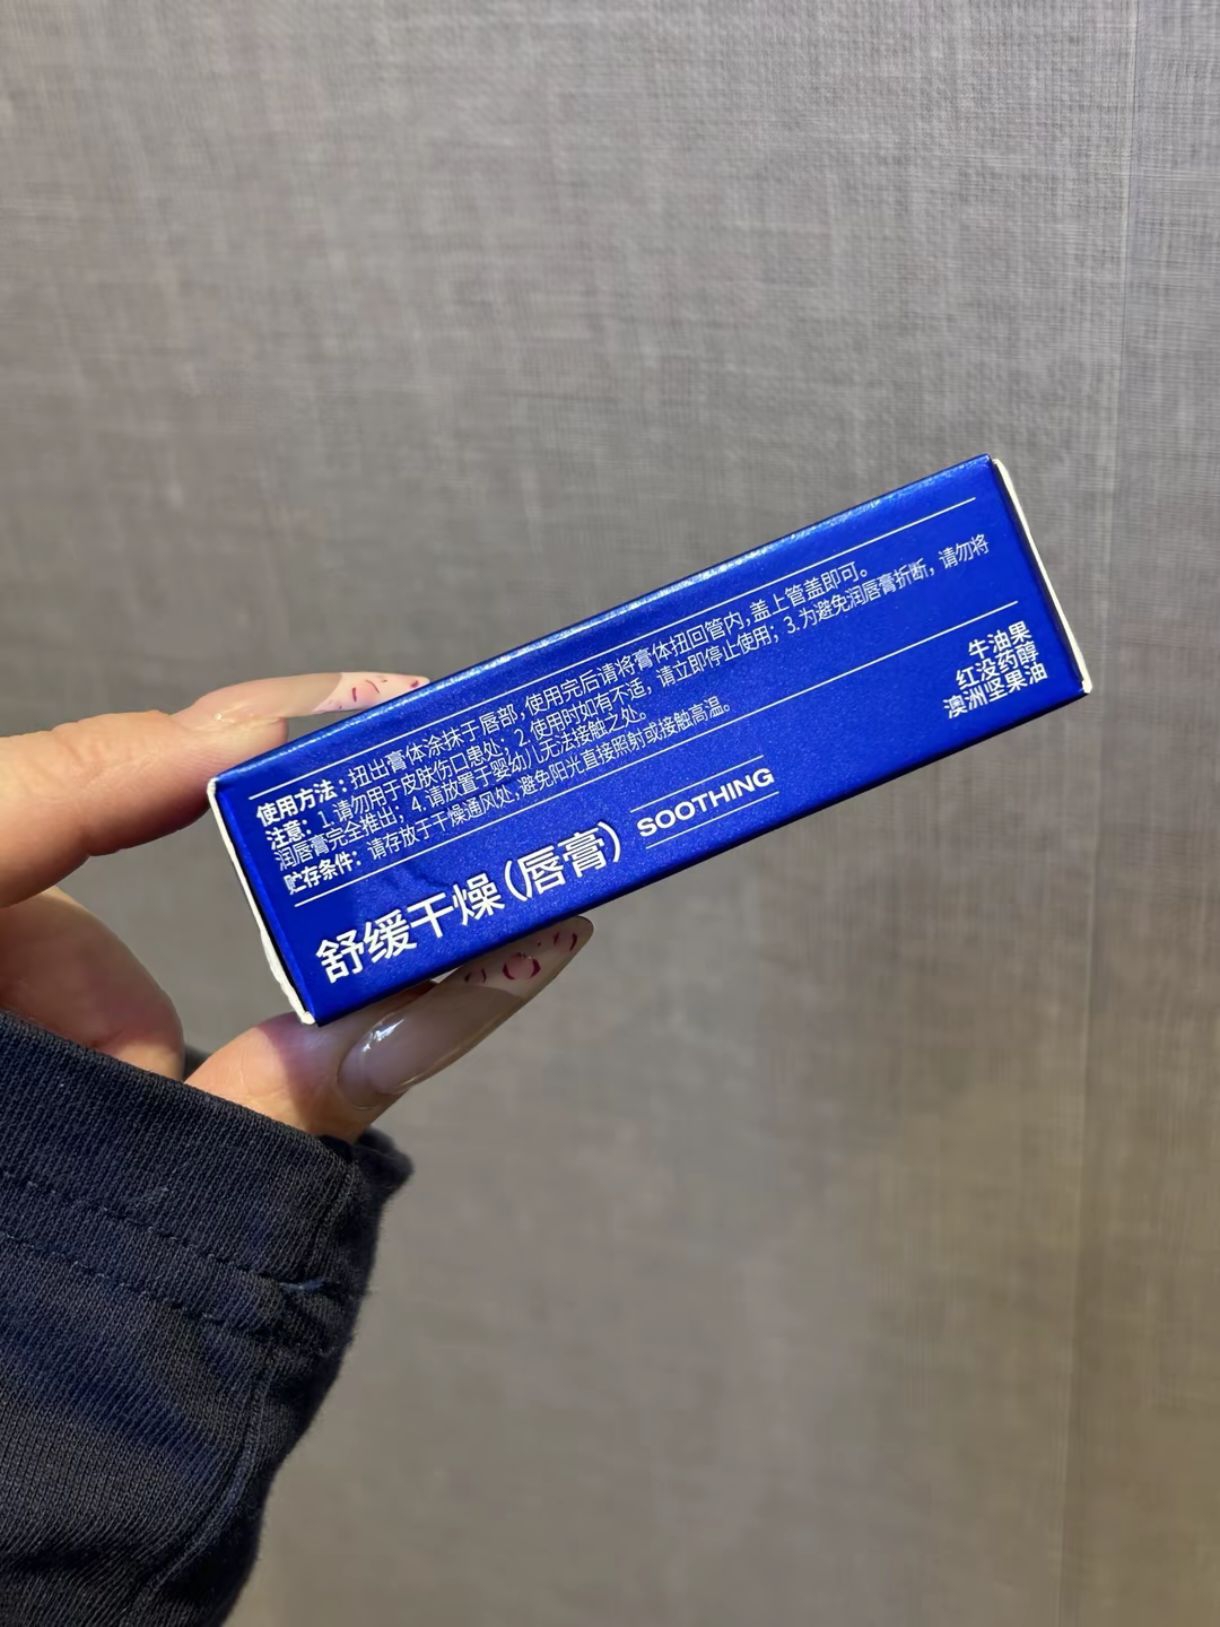 使用方法：扭出膏体涂抹于唇部，使用完后请将膏体扭回管内，盖上管盖即可。
注意：1.请勿用于皮肤伤口患处；2.使用时如有不适，请立即停止使用；3.为避免润唇膏折断，请勿将
润唇膏完全推出；4.请放置于婴幼儿无法接触之处。
贮存条件：请存放于干燥通风处，避免阳光直接照射或接触高温。
舒缓干燥（唇膏）
SOOTHING
牛油果
红没药醇
澳洲坚果油